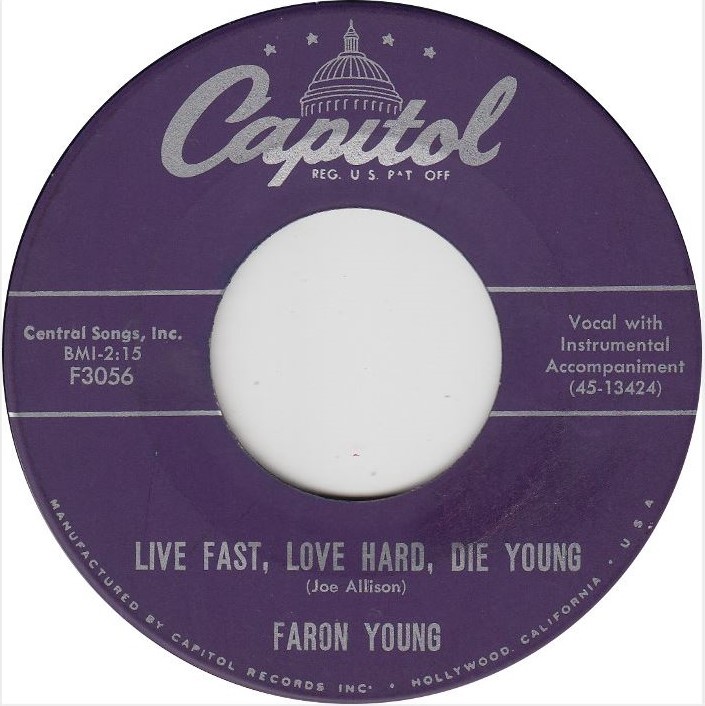 Capitol
REG. U.S. PAT OFF
Central Songs, Inc.
BMI-2:15
F3056
Vocal with
Instrumental
Accompaniment
(45-13424)
LIVE FAST, LOVE HARD, DIE YOUNG
(Joe Allison)
FARON YOUNG
MANUFACTURED BY CAPITOL RECORDS INC. • HOLLYWOOD, CALIFORNIA • U S A